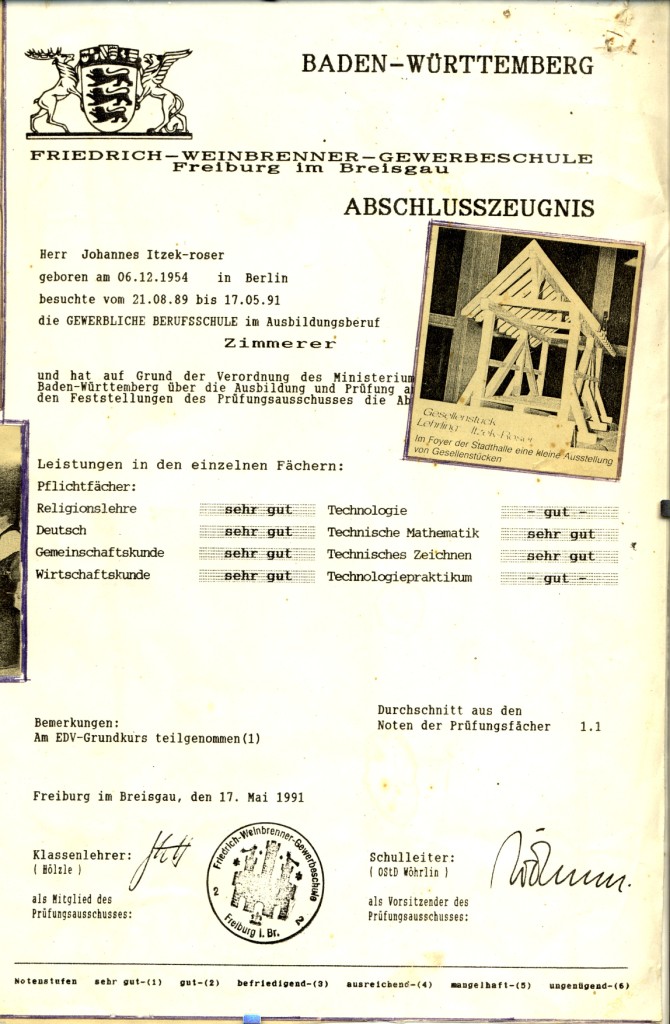 BADEN-WÜRTTEMBERG
FRIEDRICH-WEINBRENNER-GEWERBESCHULE
Freiburg im Breisgau
ABSCHLUSSZEUGNIS
Herr Johannes Itzek-roser
geboren am 06.12.1954 in Berlin
besuchte vom 21.08.89 bis 17.05.91
die GEWERBLICHE BERUFSSCHULE im Ausbildungsberuf
Zimmerer
und hat auf Grund der Verordnung des Ministerium
Baden-Württemberg über die Ausbildung und Prüfung a
den Feststellungen des Prüfungsausschusses die Ab
Gesellenstück
Lehrling Itzek-Roser
Im Foyer der Stadthalle eine kleine Ausstellung
von Gesellenstücken
Leistungen in den einzelnen Fächern:
Pflichtfächer:
Religionslehre sehr gut Technologie - gut -
Deutsch sehr gut Technische Mathematik sehr gut
Gemeinschaftskunde sehr gut Technisches Zeichnen sehr gut
Wirtschaftskunde sehr gut Technologiepraktikum - gut -
Durchschnitt aus den
Noten der Prüfungsfächer 1.1
Bemerkungen:
Am EDV-Grundkurs teilgenommen(1)
Freiburg im Breisgau, den 17. Mai 1991
Klassenlehrer:
( Hölzle )
als Mitglied des
Prüfungsausschusses:
Friedrich-Weinbrenner-Gewerbeschule
2 2
Freiburg i. Br.
Schulleiter:
( OStD Wöhrlin )
als Vorsitzender des
Prüfungsausschusses:
Notenstufen sehr gut-(1) gut-(2) befriedigend-(3) ausreichend-(4) mangelhaft-(5) ungenügend-(6)